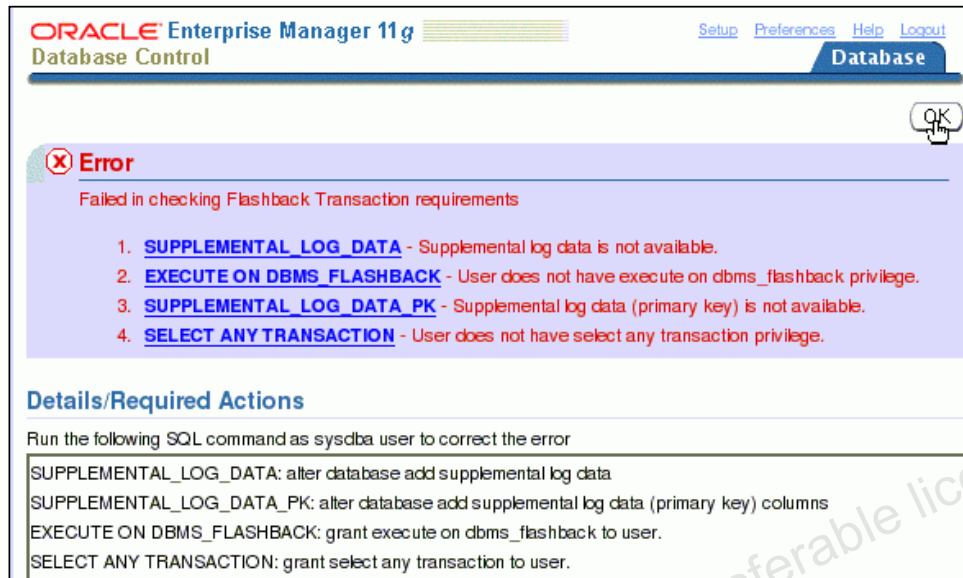 ORACLE Enterprise Manager 11g
Database Control
Setup Preferences Help Logout
Database
OK
Error
Failed in checking Flashback Transaction requirements
1. SUPPLEMENTAL_LOG_DATA - Supplemental log data is not available.
2. EXECUTE ON DBMS_FLASHBACK - User does not have execute on dbms_flashback privilege.
3. SUPPLEMENTAL_LOG_DATA_PK - Supplemental log data (primary key) is not available.
4. SELECT ANY TRANSACTION - User does not have select any transaction privilege.
Details/Required Actions
Run the following SQL command as sysdba user to correct the error
SUPPLEMENTAL_LOG_DATA: alter database add supplemental log data
SUPPLEMENTAL_LOG_DATA_PK: alter database add supplemental log data (primary key) columns
EXECUTE ON DBMS_FLASHBACK: grant execute on dbms_flashback to user.
SELECT ANY TRANSACTION: grant select any transaction to user.